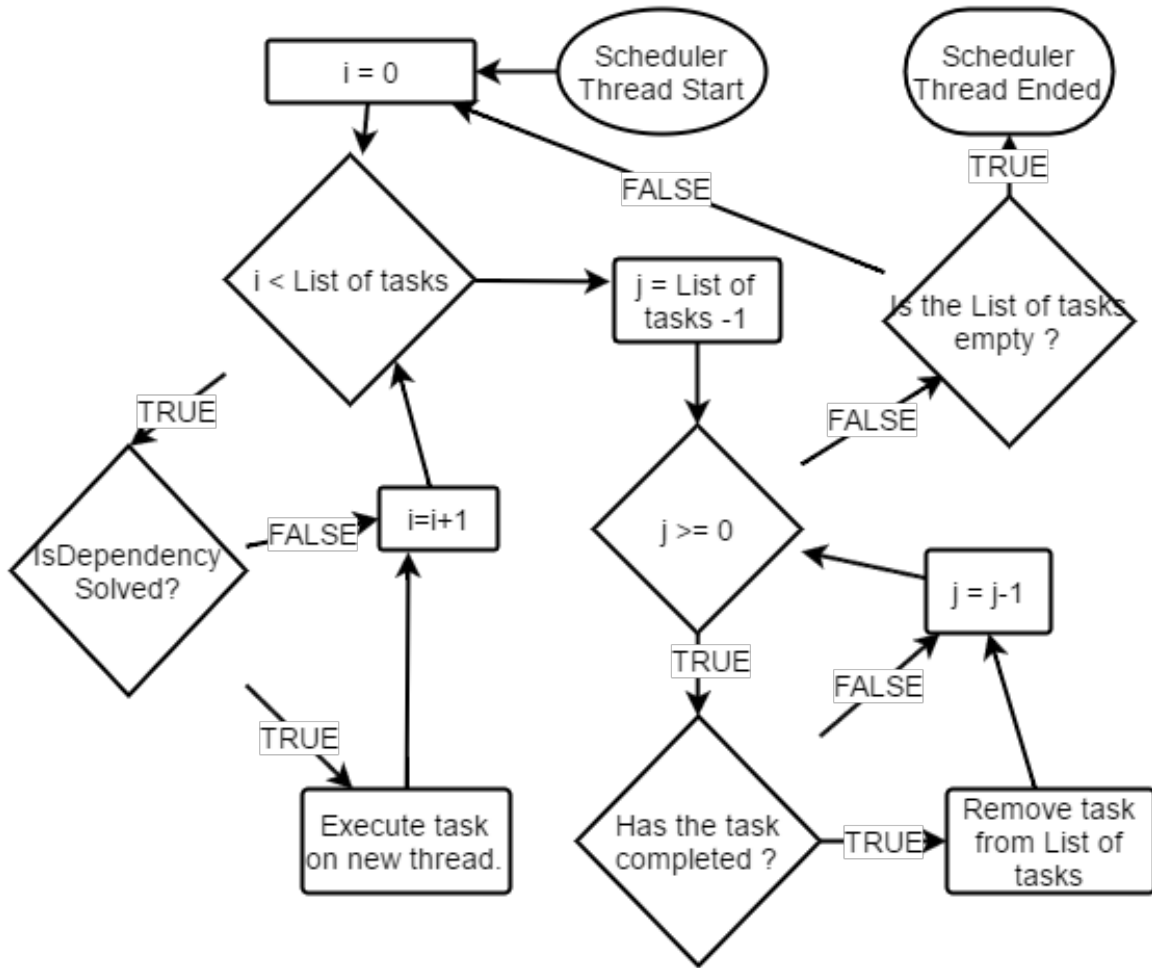 Scheduler
Thread Start
i = 0
Scheduler
Thread Ended
TRUE
FALSE
i < List of tasks
j = List of
tasks -1
Is the List of tasks
empty ?
TRUE
FALSE
IsDependency
Solved?
FALSE
i=i+1
j >= 0
j = j-1
TRUE
FALSE
TRUE
Execute task
on new thread.
Has the task
completed ?
TRUE
Remove task
from List of
tasks